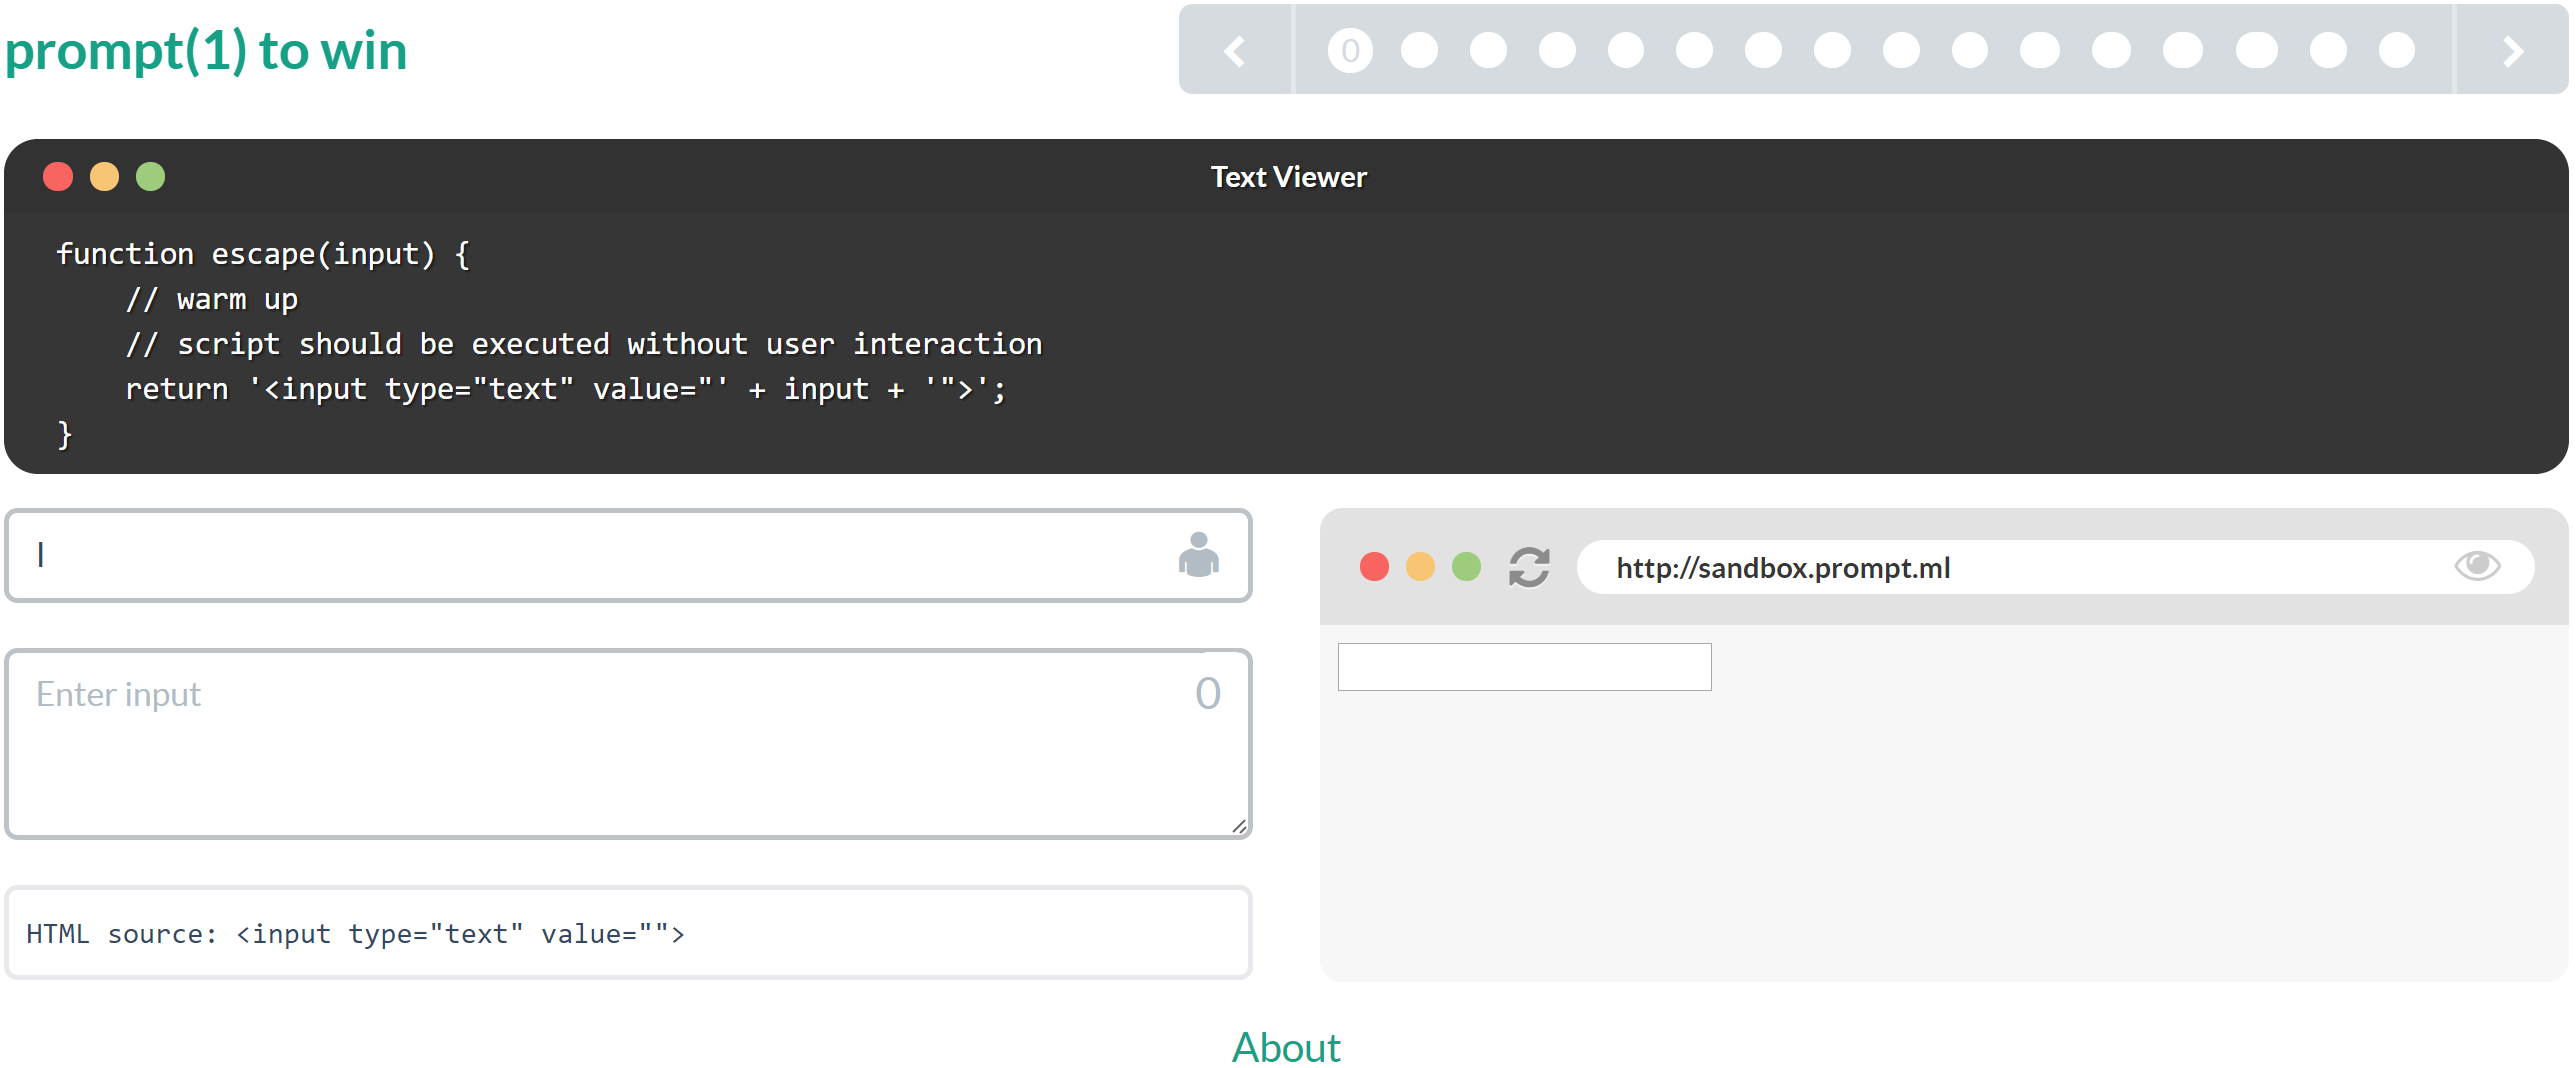 prompt(1) to win
0
Text Viewer
function escape(input) {
    // warm up
    // script should be executed without user interaction
    return '<input type="text" value="' + input + '">';
}
http://sandbox.prompt.ml
Enter input
0
HTML source: <input type="text" value="">
About